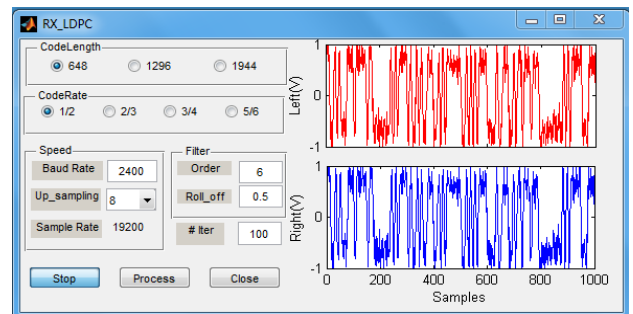 RX_LDPC
CodeLength
648 1296 1944
CodeRate
1/2 2/3 3/4 5/6
Speed
Baud Rate 2400
Up_sampling 8
Sample Rate 19200
Filter
Order 6
Roll_off 0.5
# Iter 100
Stop Process Close
1
0
-1
Left(V)
1
0
-1
Right(V)
0 200 400 600 800 1000
Samples